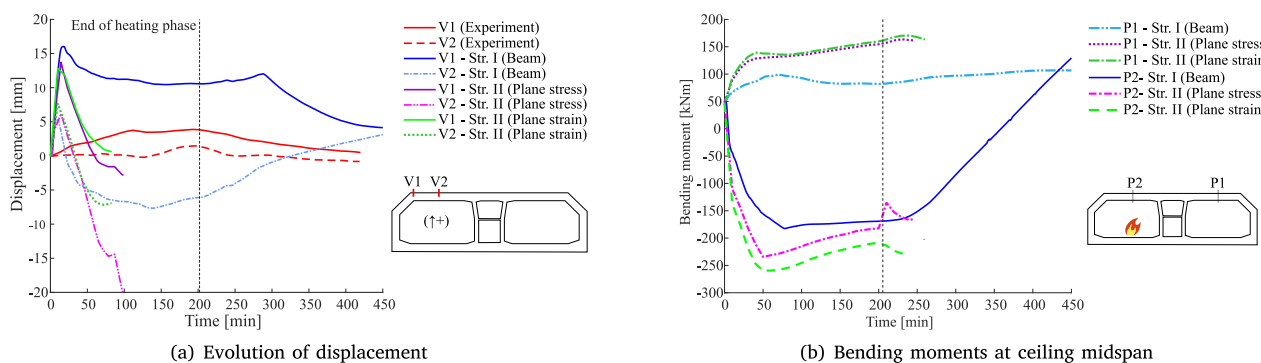 20
15
10
5
0
-5
-10
-15
-20
Displacement [mm]
End of heating phase
0 50 100 150 200 250 300 350 400 450
Time [min]
V1 (Experiment)
V2 (Experiment)
V1 - Str. I (Beam)
V2 - Str. I (Beam)
V1 - Str. II (Plane stress)
V2 - Str. II (Plane stress)
V1 - Str. II (Plane strain)
V2 - Str. II (Plane strain)
V1 V2
(↑+)
(a) Evolution of displacement
200
150
100
50
0
-50
-100
-150
-200
-250
-300
Bending moment [kNm]
0 50 100 150 200 250 300 350 400 450
Time [min]
P1 - Str. I (Beam)
P1 - Str. II (Plane stress)
P1 - Str. II (Plane strain)
P2- Str. I (Beam)
P2- Str. II (Plane stress)
P2- Str. II (Plane strain)
P2 P1
(b) Bending moments at ceiling midspan